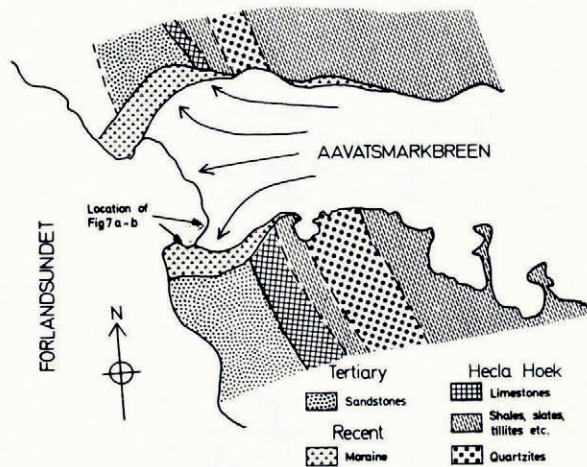 AAVATSMARKBREEN
Location of
Fig 7 a-b
FORLANDSUNDET
N
Tertiary
Sandstones
Recent
Moraine
Hecla Hoek
Limestones
Shales, slates,
tillites etc.
Quartzites